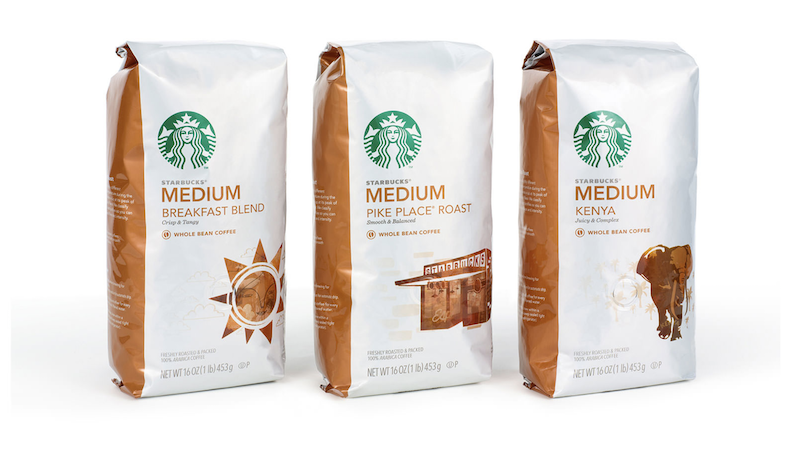 STARBUCKS®
MEDIUM
BREAKFAST BLEND
Crisp & Tangy
WHOLE BEAN COFFEE
FRESHLY ROASTED & PACKED
100% ARABICA COFFEE
NET WT 16 OZ (1 lb) 453 g Ⓤ P
STARBUCKS®
MEDIUM
PIKE PLACE® ROAST
Smooth & Balanced
WHOLE BEAN COFFEE
STARBUCKS
FRESHLY ROASTED & PACKED
100% ARABICA COFFEE
NET WT 16 OZ (1 lb) 453 g Ⓤ P
STARBUCKS®
MEDIUM
KENYA
Juicy & Complex
WHOLE BEAN COFFEE
FRESHLY ROASTED & PACKED
100% ARABICA COFFEE
NET WT 16 OZ (1 lb) 453 g Ⓤ P